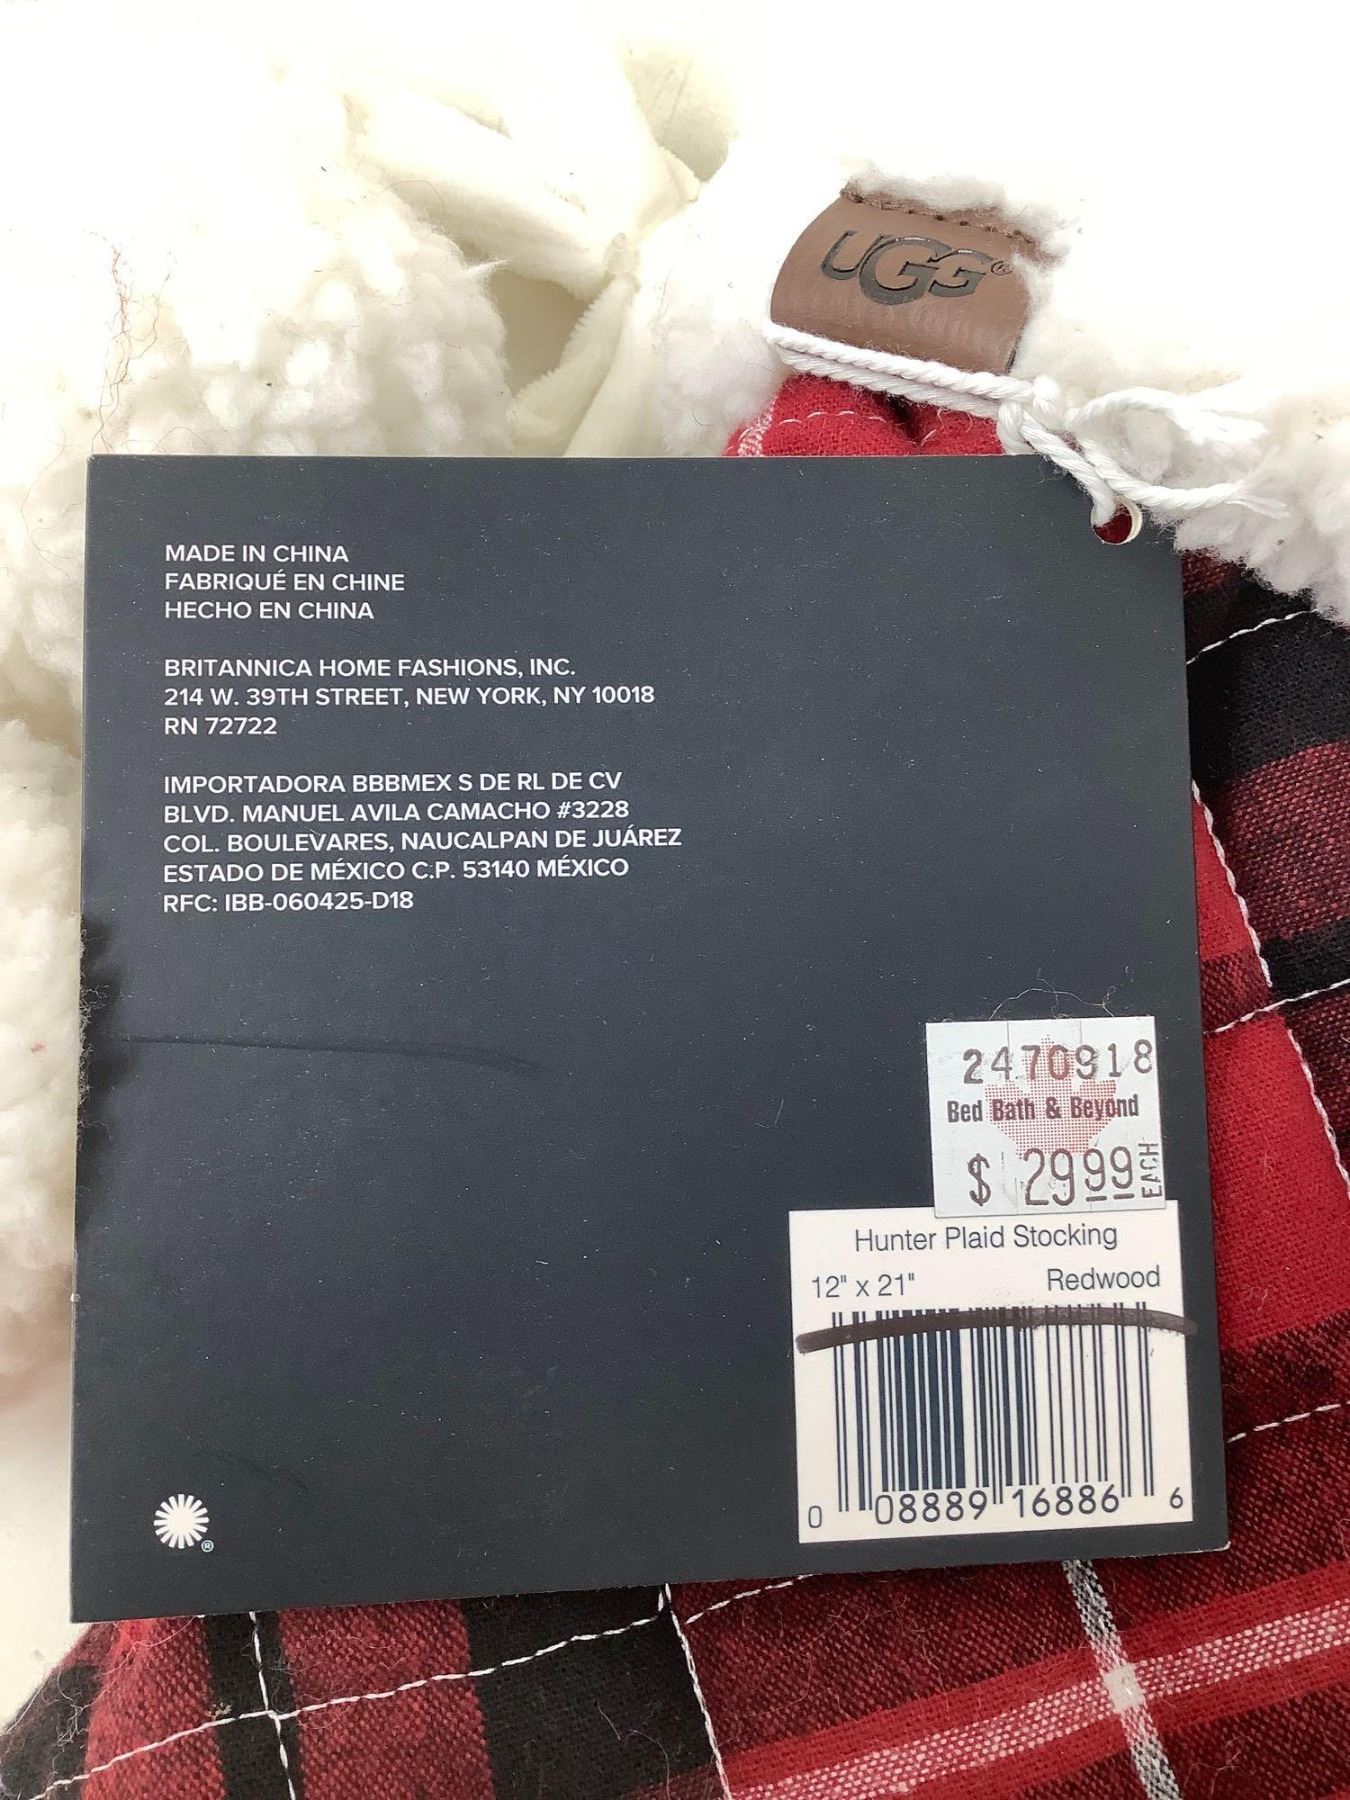 UGG®
MADE IN CHINA
FABRIQUÉ EN CHINE
HECHO EN CHINA
BRITANNICA HOME FASHIONS, INC.
214 W. 39TH STREET, NEW YORK, NY 10018
RN 72722
IMPORTADORA BBBMEX S DE RL DE CV
BLVD. MANUEL AVILA CAMACHO #3228
COL. BOULEVARES, NAUCALPAN DE JUÁREZ
ESTADO DE MÉXICO C.P. 53140 MÉXICO
RFC: IBB-060425-D18
2470918
Bed Bath & Beyond
$ 29.99 EACH
Hunter Plaid Stocking
12" x 21" Redwood
0 08889 16886 6
®